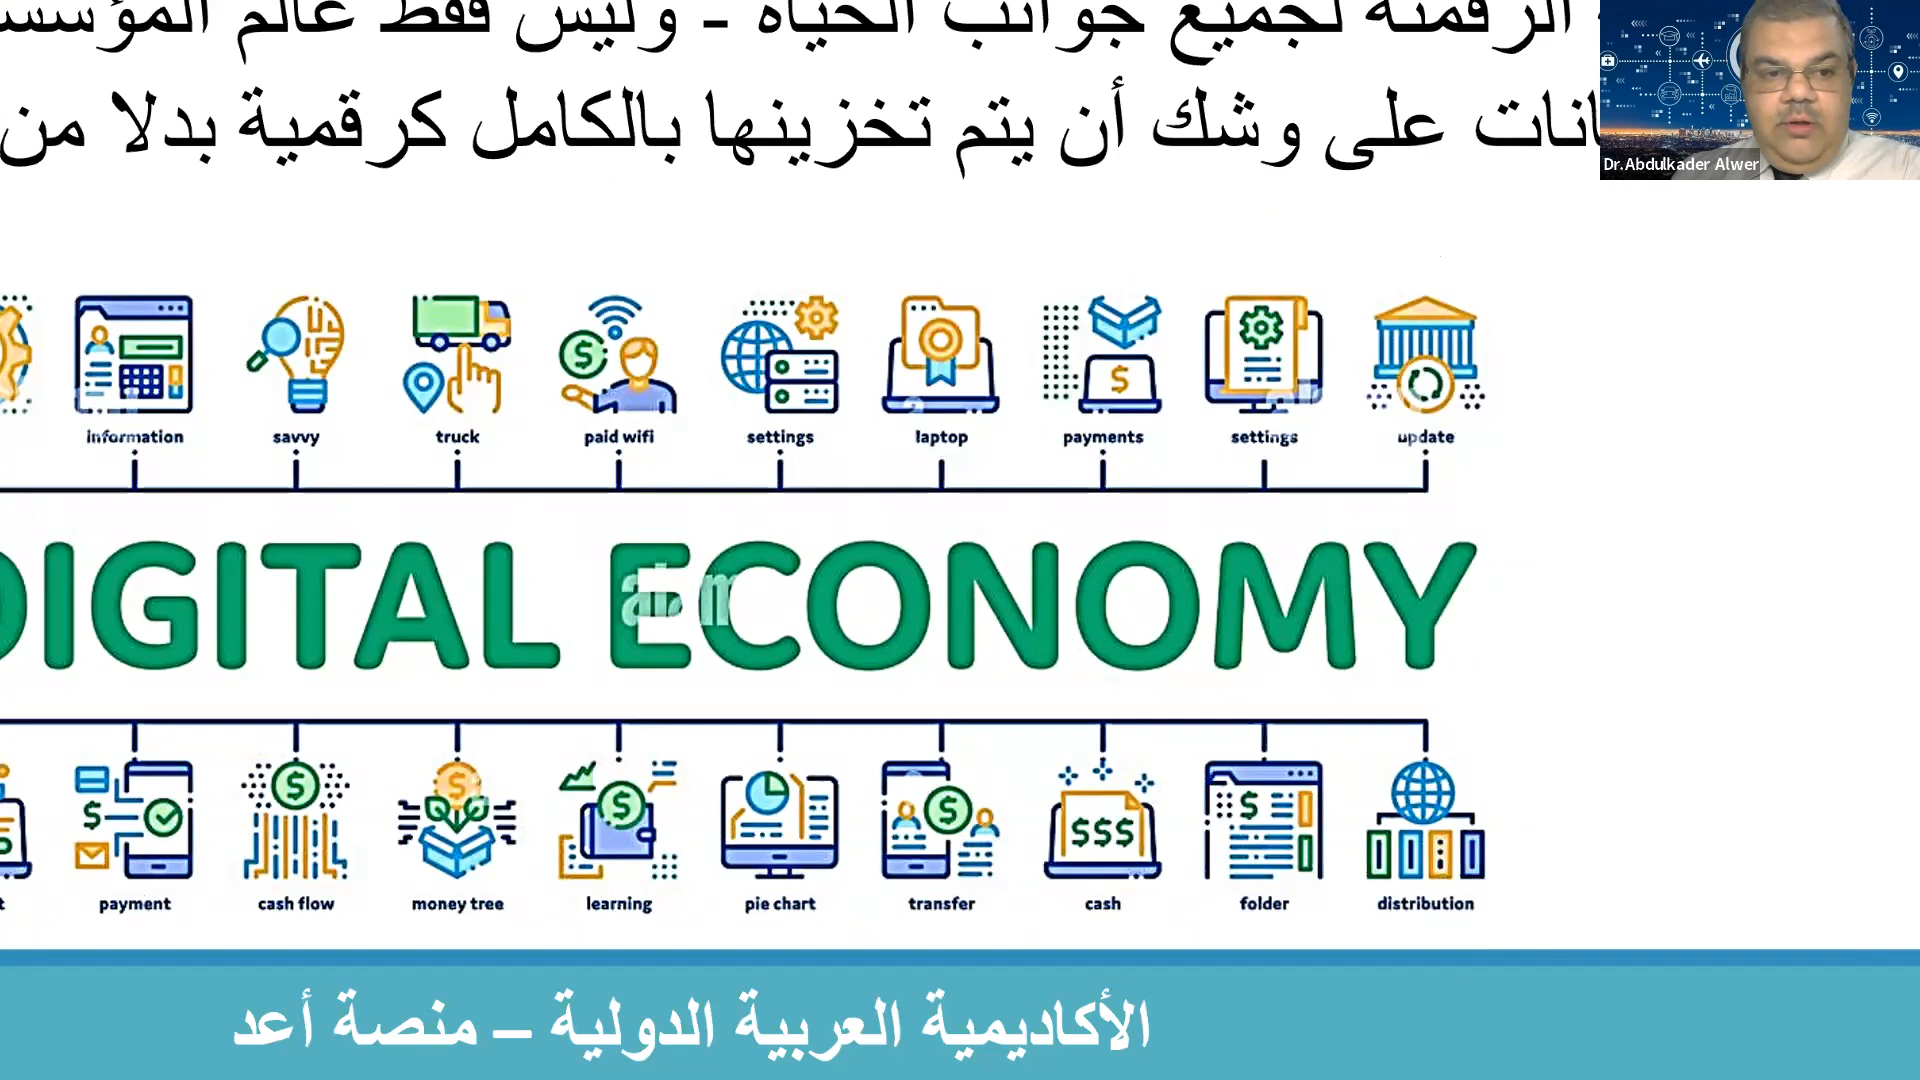 الرقمنة لجميع جوانب الحياة - وليس فقط عالم
على وشك أن يتم تخزينها بالكامل كرقمية بدلا من
Dr.Abdulkader Alwer
information savvy truck paid wifi settings laptop payments settings update
DIGITAL ECONOMY
payment cash flow money tree learning pie chart transfer cash folder distribution
الأكاديمية العربية الدولية – منصة أعد